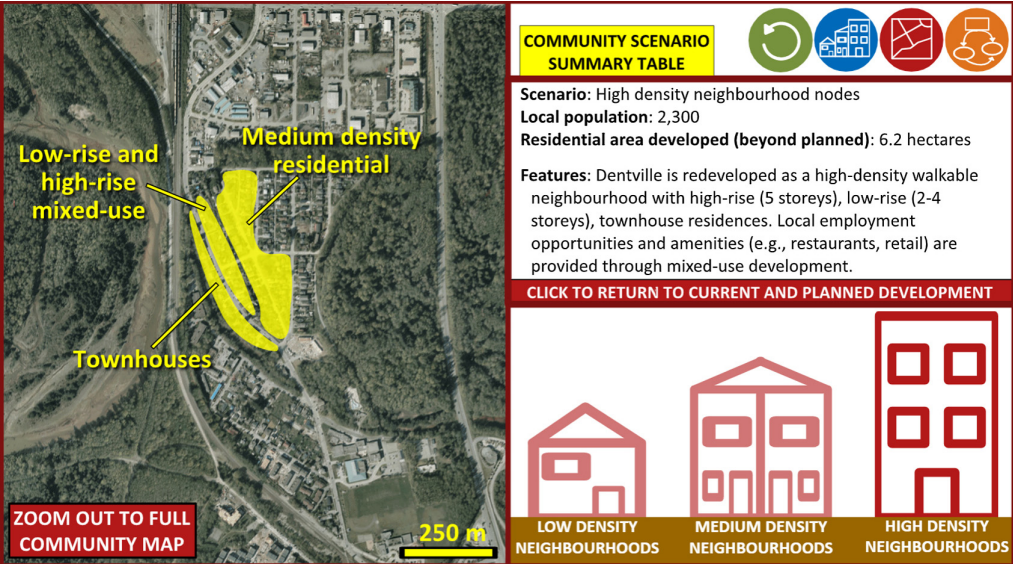 Medium density
residential
Low-rise and
high-rise
mixed-use
Townhouses
ZOOM OUT TO FULL
COMMUNITY MAP
250 m
COMMUNITY SCENARIO
SUMMARY TABLE
Scenario: High density neighbourhood nodes
Local population: 2,300
Residential area developed (beyond planned): 6.2 hectares
Features: Dentville is redeveloped as a high-density walkable
neighbourhood with high-rise (5 storeys), low-rise (2-4
storeys), townhouse residences. Local employment
opportunities and amenities (e.g., restaurants, retail) are
provided through mixed-use development.
CLICK TO RETURN TO CURRENT AND PLANNED DEVELOPMENT
LOW DENSITY
NEIGHBOURHOODS
MEDIUM DENSITY
NEIGHBOURHOODS
HIGH DENSITY
NEIGHBOURHOODS